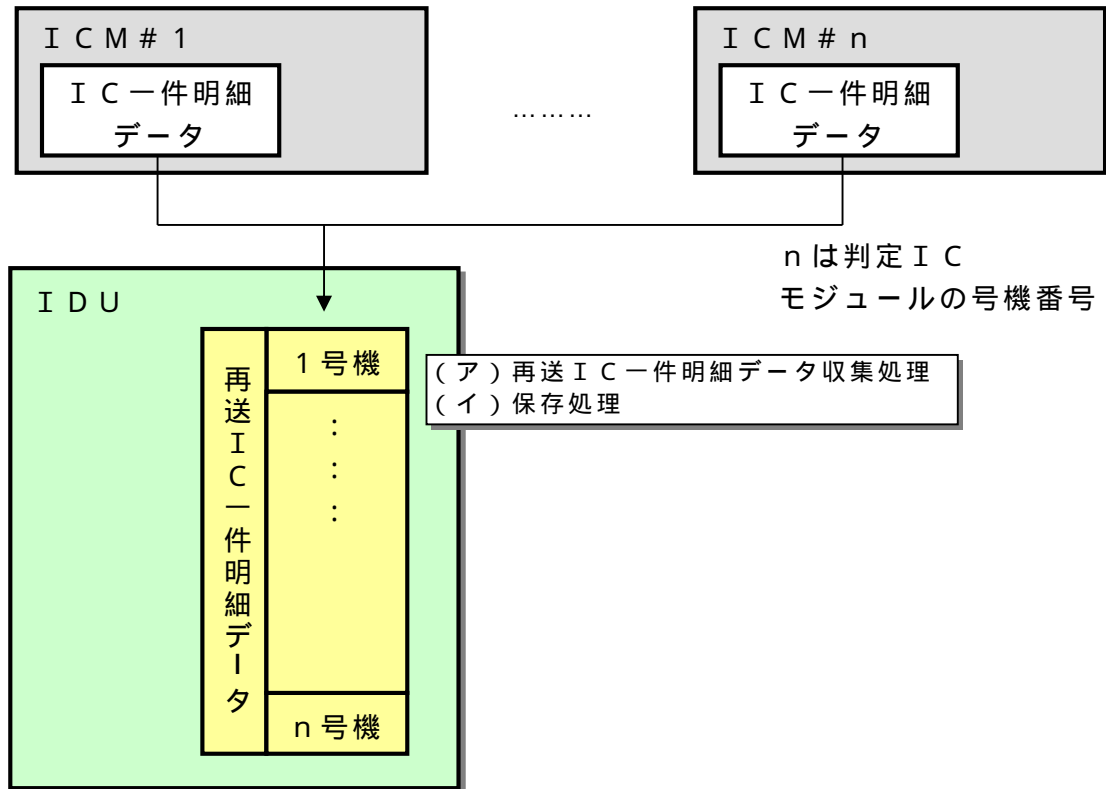 ＩＣＭ＃１
ＩＣ一件明細
データ
………
ＩＣＭ＃ｎ
ＩＣ一件明細
データ
ｎは判定ＩＣ
モジュールの号機番号
ＩＤＵ
再送ＩＣ一件明細データ
１号機
：
：
：
ｎ号機
（ア）再送ＩＣ一件明細データ収集処理
（イ）保存処理